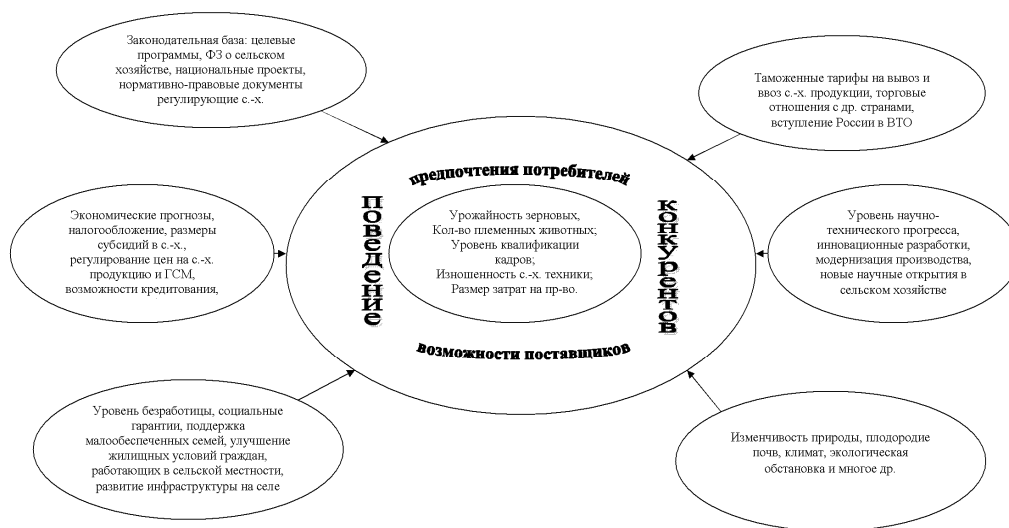 Законодательная база: целевые
программы, ФЗ о сельском
хозяйстве, национальные проекты,
нормативно-правовые документы
регулирующие с.-х.
Таможенные тарифы на вывоз и
ввоз с.-х. продукции, торговые
отношения с др. странами,
вступление России в ВТО
предпочтения потребителей
Экономические прогнозы,
налогообложение, размеры
субсидий в с.-х.,
регулирование цен на с.-х.
продукцию и ГСМ,
возможности кредитования,
поведение
Урожайность зерновых,
Кол-во племенных животных;
Уровень квалификации
кадров;
Изношенность с.-х. техники;
Размер затрат на пр-во.
конкурентов
Уровень научно-
технического прогресса,
инновационные разработки,
модернизация производства,
новые научные открытия в
сельском хозяйстве
возможности поставщиков
Уровень безработицы, социальные
гарантии, поддержка
малообеспеченных семей, улучшение
жилищных условий граждан,
работающих в сельской местности,
развитие инфраструктуры на селе
Изменчивость природы, плодородие
почв, климат, экологическая
обстановка и многое др.